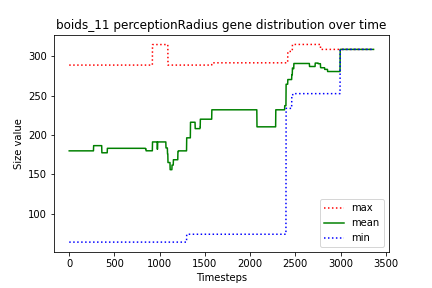 boids_11 perceptionRadius gene distribution over time
Size value
300
250
200
150
100
max
mean
min
0 500 1000 1500 2000 2500 3000 3500
Timesteps